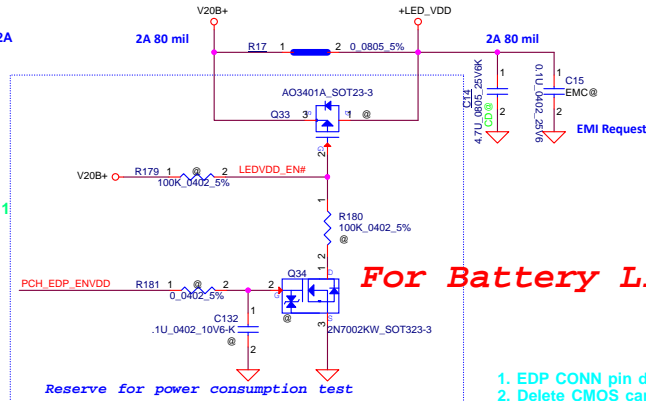 V20B+
+LED_VDD
2A
2A 80 mil
R17 1 2 0_0805_5%
2A 80 mil
AO3401A_SOT23-3
Q33 3 1 @
S D
G
2
C14
4.7U_0805_25V6K
CD@
1
2
0.1U_0402_25V6
1
2
C15
EMC@
EMI Request
V20B+ R179 1 @ 2 LEDVDD_EN#
100K_0402_5%
1
1
R180
100K_0402_5%
@
2
PCH_EDP_ENVDD R181 1 @ 2
0_0402_5%
2 G
Q34
1 D
@
S
3
2N7002KW_SOT323-3
C132
.1U_0402_10V6-K
@
1
2
For Battery L
Reserve for power consumption test
1. EDP CONN pin d
2. Delete CMOS ca